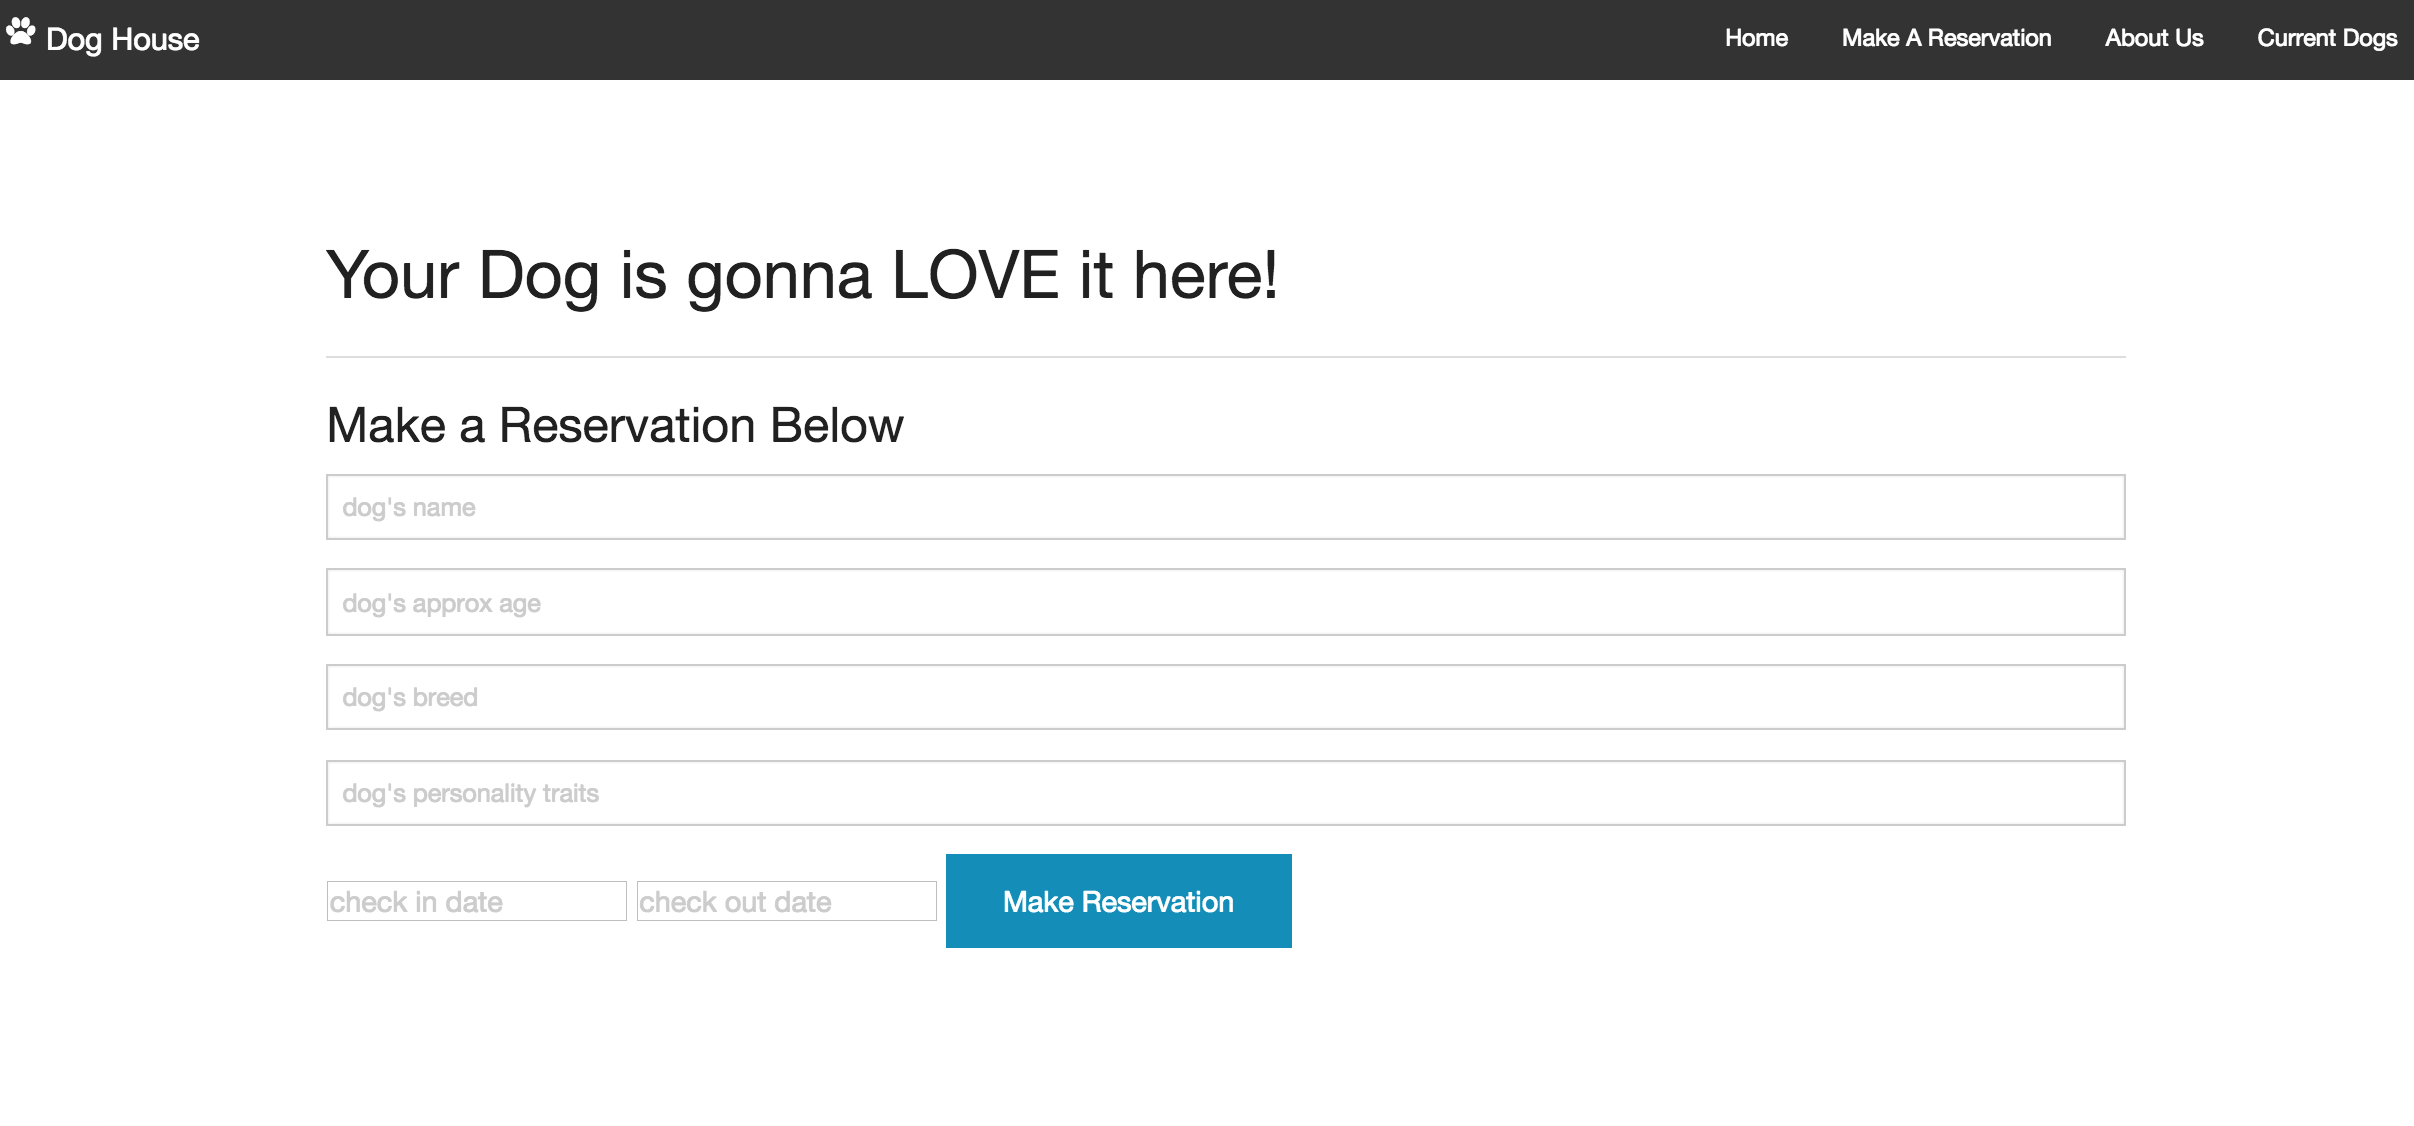 Dog House Home Make A Reservation About Us Current Dogs
Your Dog is gonna LOVE it here!
Make a Reservation Below
dog's name
dog's approx age
dog's breed
dog's personality traits
check in date check out date Make Reservation